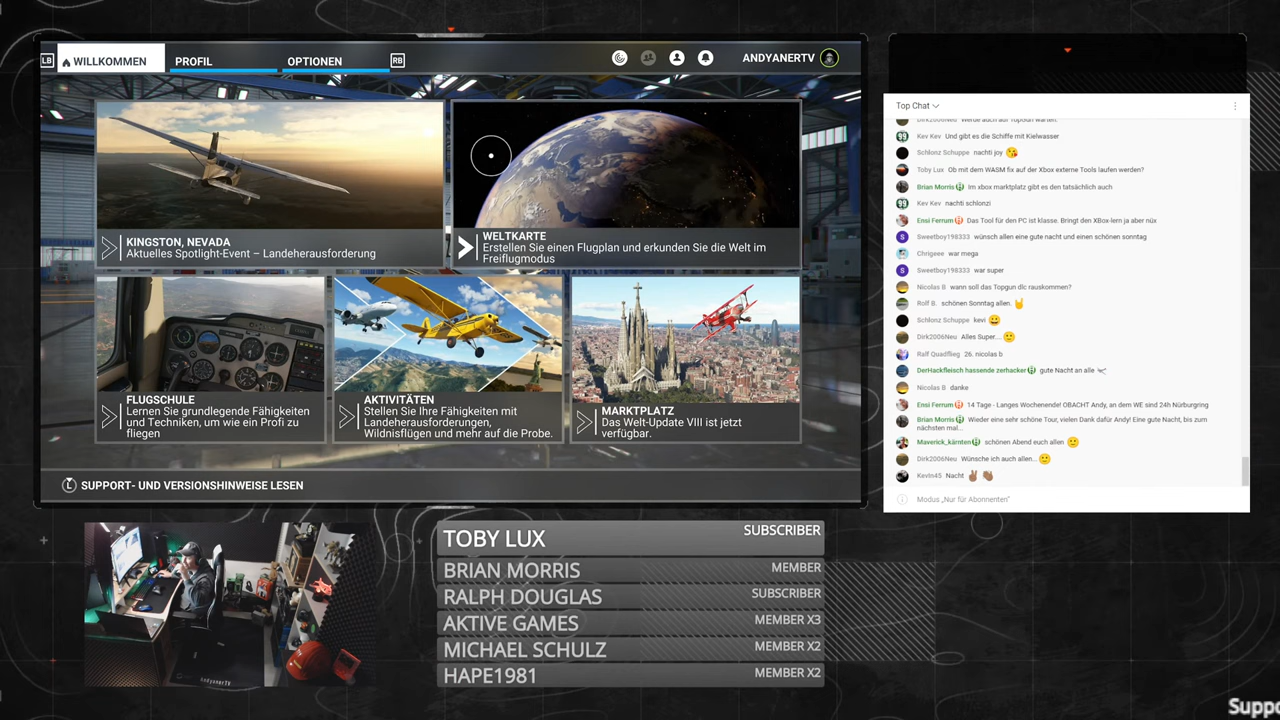 LB
WILLKOMMEN
PROFIL
OPTIONEN
RB
ANDYANERTV
KINGSTON, NEVADA
Aktuelles Spotlight-Event – Landeherausforderung
WELTKARTE
Erstellen Sie einen Flugplan und erkunden Sie die Welt im
Freiflugmodus
FLUGSCHULE
Lernen Sie grundlegende Fähigkeiten
und Techniken, um wie ein Profi zu
fliegen
AKTIVITÄTEN
Stellen Sie Ihre Fähigkeiten mit
Landeherausforderungen,
Wildnisflügen und mehr auf die Probe.
MARKTPLATZ
Das Welt-Update VIII ist jetzt
verfügbar.
SUPPORT- UND VERSIONSHINWEISE LESEN
Top Chat
Dirk2006Neu Werde auch auf TopGun warten.
Kev Kev Und gibt es die Schiffe mit Kielwasser
Schlonz Schuppe nachti joy 😘
Toby Lux Ob mit dem WASM fix auf der Xbox externe Tools laufen werden?
Brian Morris Im xbox marktplatz gibt es den tatsächlich auch
Kev Kev nachti schlonzi
Ensi Ferrum Das Tool für den PC ist klasse. Bringt den XBox-lern ja aber nüx
Sweetboy198333 wünsch allen eine gute nacht und einen schönen sonntag
Chrigeee war mega
Sweetboy198333 war super
Nicolas B wann soll das Topgun dlc rauskommen?
Rolf B. schönen Sonntag allen. 🤘
Schlonz Schuppe kevi 😀
Dirk2006Neu Alles Super... 🙂
Ralf Quadflieg 26. nicolas b
DerHackfleisch hassende zerhacker gute Nacht an alle
Nicolas B danke
Ensi Ferrum 14 Tage - Langes Wochenende! OBACHT Andy, an dem WE sind 24h Nürburgring
Brian Morris Wieder eine sehr schöne Tour, vielen Dank dafür Andy! Eine gute Nacht, bis zum
nächsten mal...
Maverick_kärnten schönen Abend euch allen 🙂
Dirk2006Neu Wünsche ich auch allen... 🙂
Kevin45 Nacht ✌🏽 👋🏽
Modus „Nur für Abonnenten"
TOBY LUX SUBSCRIBER
BRIAN MORRIS MEMBER
RALPH DOUGLAS SUBSCRIBER
AKTIVE GAMES MEMBER X3
MICHAEL SCHULZ MEMBER X2
HAPE1981 MEMBER X2
AndyanerTV
Suppo